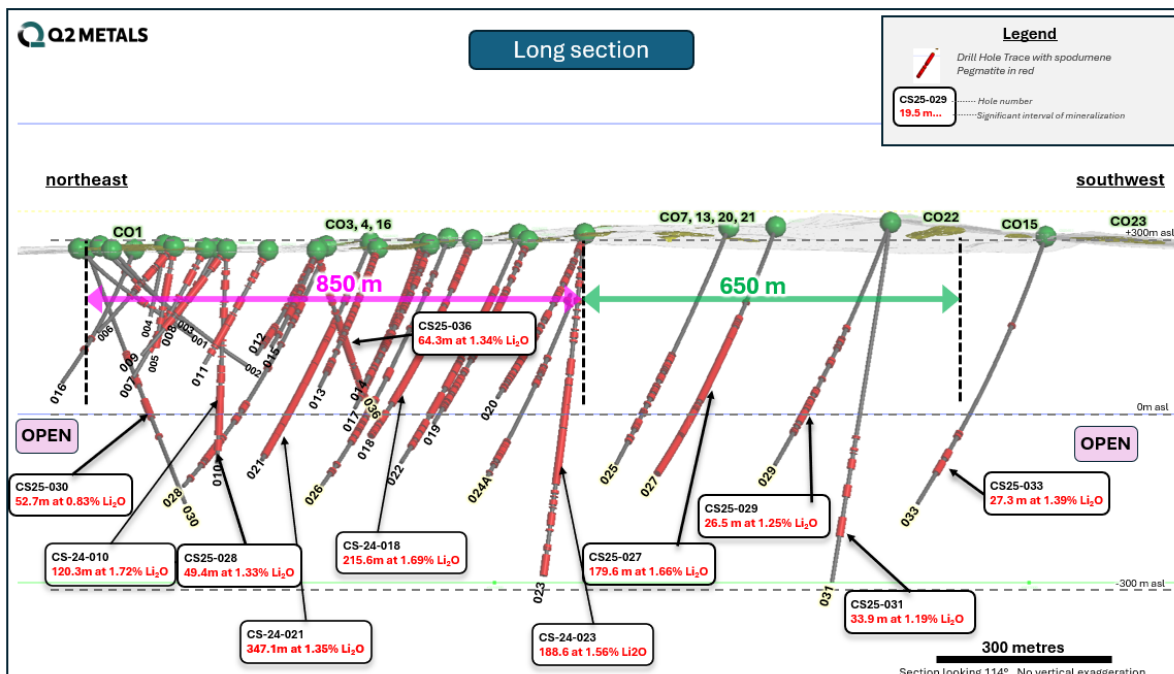 Q2 METALS
Long section
Legend
Drill Hole Trace with spodumene
Pegmatite in red
CS25-029
19.5 m...
Hole number
Significant interval of mineralization
northeast
southwest
CO1
CO3, 4, 16
CO7, 13, 20, 21
CO22
CO15
CO23
+300m asl
850 m
650 m
006
004
003
001
008
005
009
007
016
011
002
012
015
CS25-036
64.3m at 1.34% Li₂O
013
014
036
017
018
019
020
0m asl
OPEN
OPEN
010
021
026
022
024A
025
027
029
033
028
030
023
031
CS25-030
52.7m at 0.83% Li₂O
CS25-033
27.3 m at 1.39% Li₂O
CS25-029
26.5 m at 1.25% Li₂O
CS-24-010
120.3m at 1.72% Li₂O
CS25-028
49.4m at 1.33% Li₂O
CS-24-018
215.6m at 1.69% Li₂O
CS25-027
179.6 m at 1.66% Li₂O
-300 m asl
CS25-031
33.9 m at 1.19% Li₂O
CS-24-021
347.1m at 1.35% Li₂O
CS-24-023
188.6 at 1.56% Li2O
300 metres
Section looking 114° No vertical exaggeration